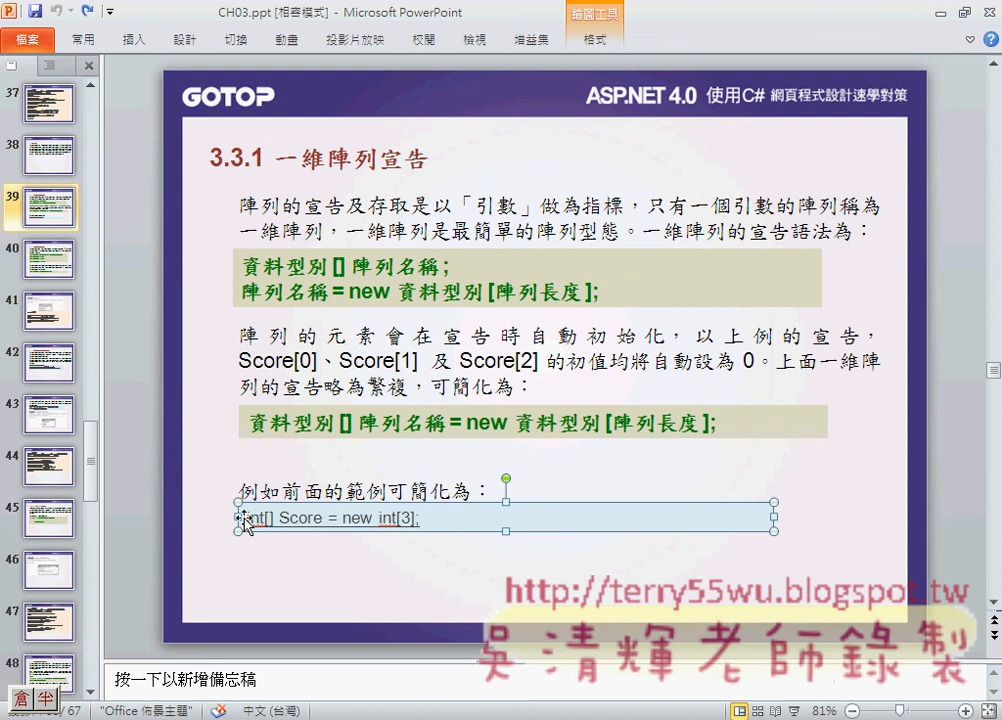 CH03.ppt [相容模式] - Microsoft PowerPoint
繪圖工具
檔案 常用 插入 設計 切換 動畫 投影片放映 校閱 檢視 增益集 格式
37
38
39
40
41
42
43
44
45
46
47
48
GOTOP
ASP.NET 4.0 使用C# 網頁程式設計速學對策
3.3.1 一維陣列宣告
陣列的宣告及存取是以「引數」做為指標，只有一個引數的陣列稱為
一維陣列，一維陣列是最簡單的陣列型態。一維陣列的宣告語法為：
資料型別[] 陣列名稱;
陣列名稱=new 資料型別[陣列長度];
陣列的元素會在宣告時自動初始化，以上例的宣告，
Score[0]、Score[1] 及 Score[2] 的初值均將自動設為 0。上面一維陣
列的宣告略為繁複，可簡化為：
資料型別[] 陣列名稱=new 資料型別[陣列長度];
例如前面的範例可簡化為：
int[] Score = new int[3];
http://terry55wu.blogspot.tw
吳清輝老師錄製
按一下以新增備忘稿
倉 半
/ 67 "Office 佈景主題" 中文 (台灣) 81%